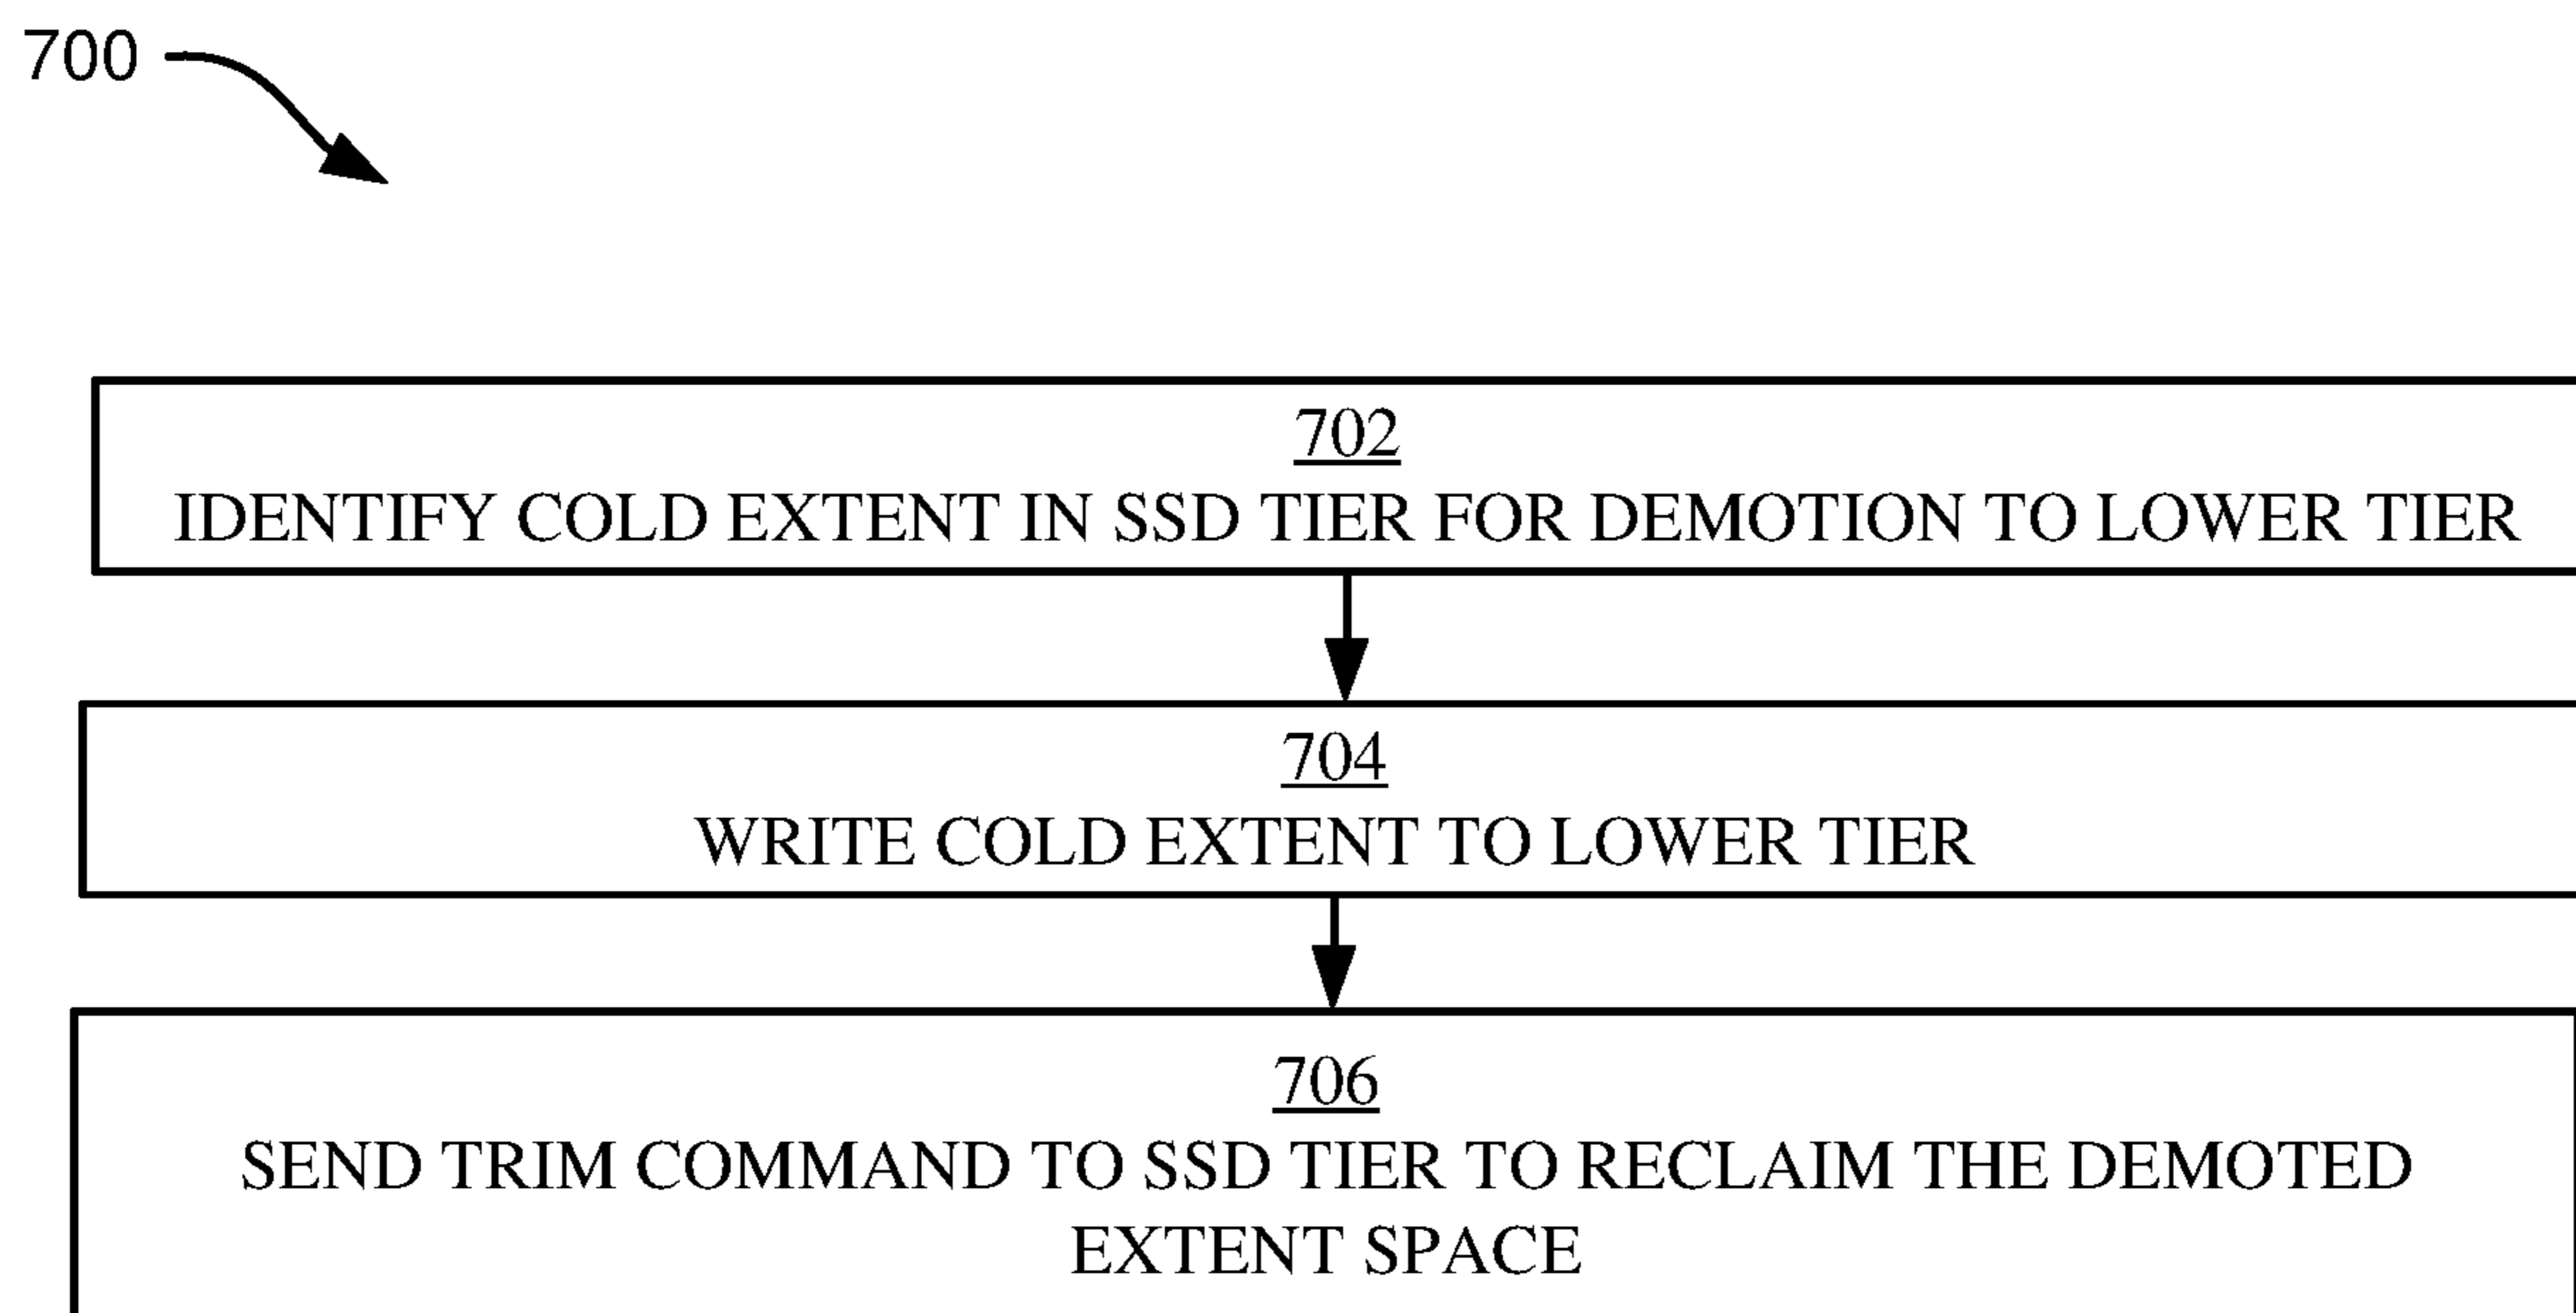 700
702
IDENTIFY COLD EXTENT IN SSD TIER FOR DEMOTION TO LOWER TIER
704
WRITE COLD EXTENT TO LOWER TIER
706
SEND TRIM COMMAND TO SSD TIER TO RECLAIM THE DEMOTED
EXTENT SPACE